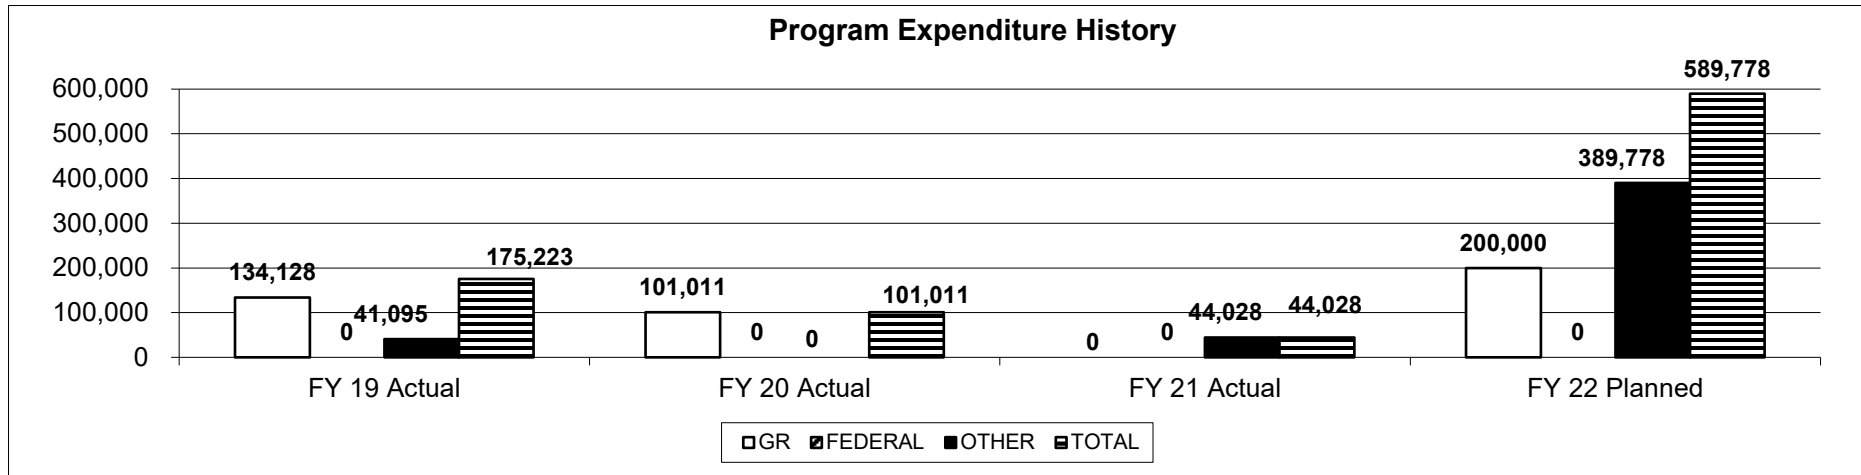 Program Expenditure History
589,778
600,000
500,000
389,778
400,000
300,000
200,000
175,223
200,000
134,128
101,011
101,011
100,000
41,095
44,028
44,028
0
0
0
0
0
0
0
FY 19 Actual
FY 20 Actual
FY 21 Actual
FY 22 Planned
GR
FEDERAL
OTHER
TOTAL